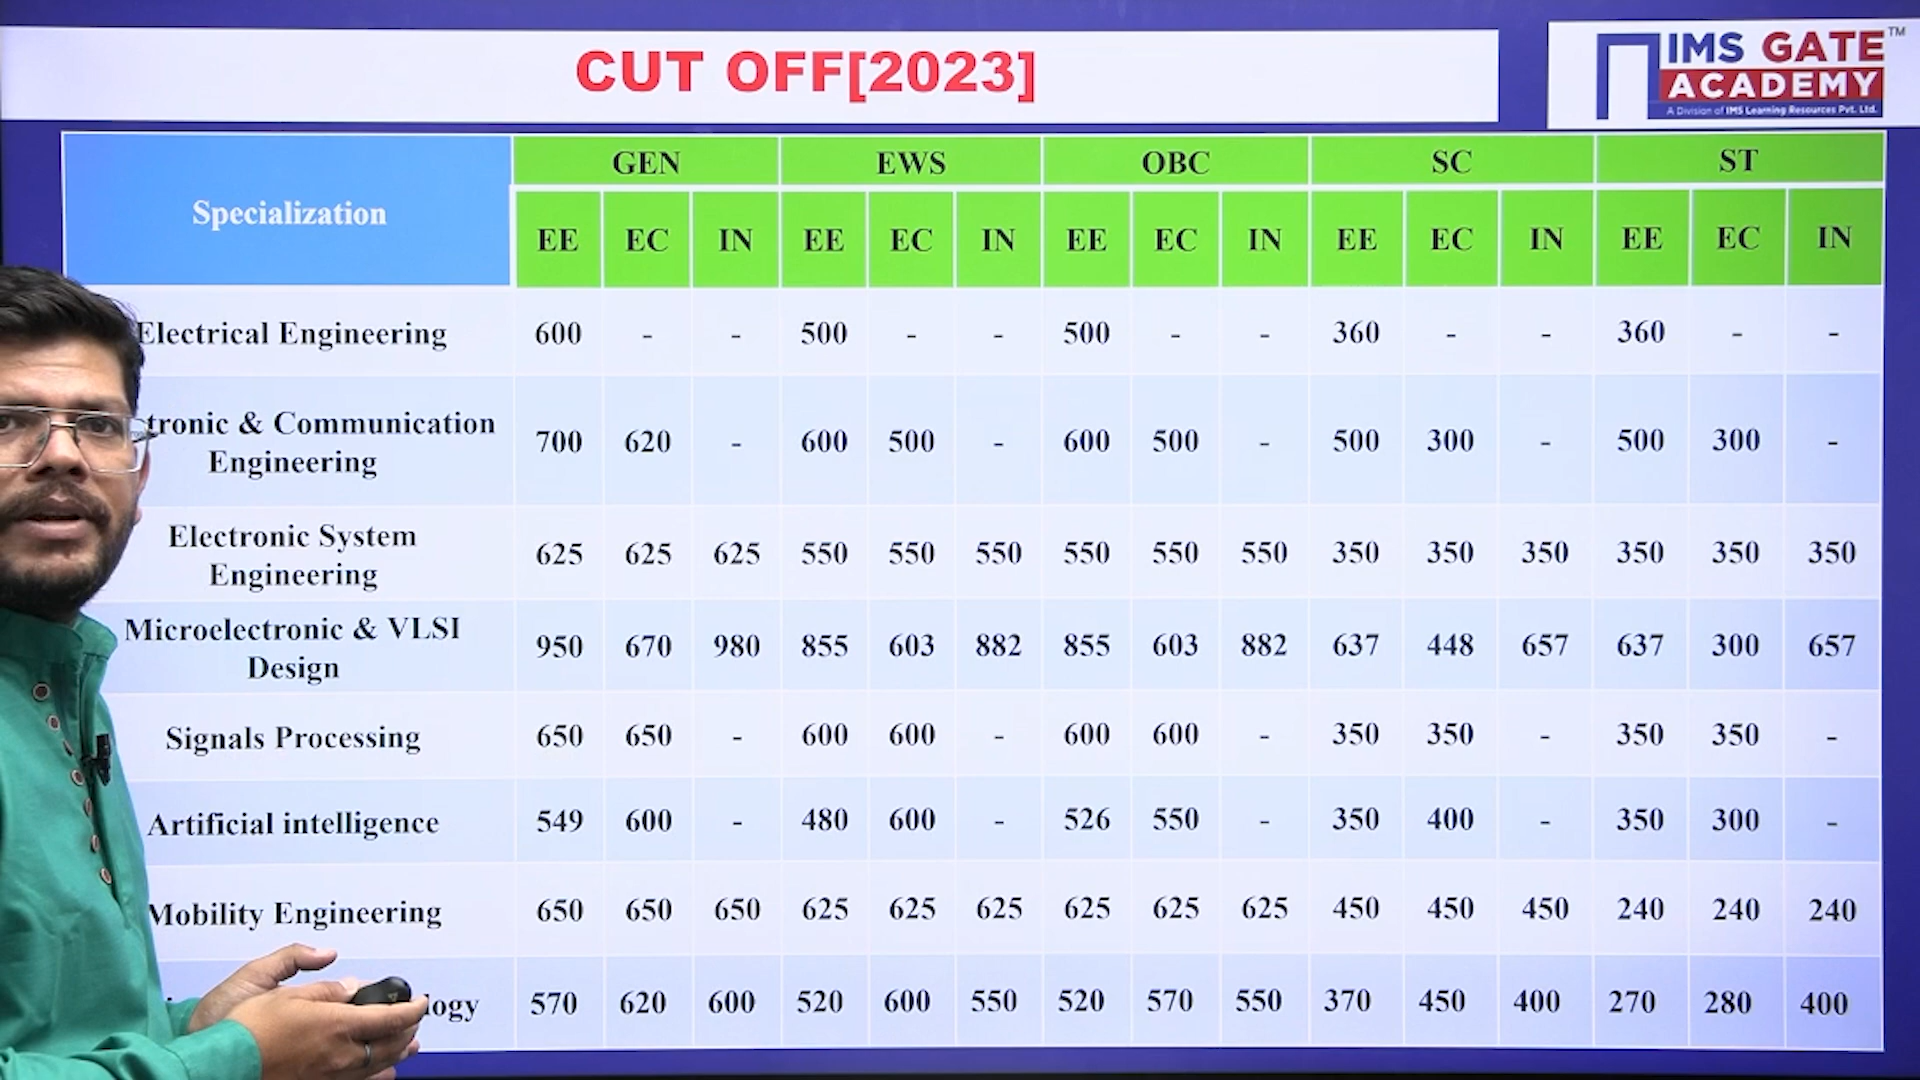 CUT OFF[2023]
IMS GATE™
ACADEMY
A Division of IMS Learning Resources Pvt. Ltd.
Specialization GEN EWS OBC SC ST
EE EC IN EE EC IN EE EC IN EE EC IN EE EC IN
Electrical Engineering 600 - - 500 - - 500 - - 360 - - 360 - -
tronic & Communication
Engineering 700 620 - 600 500 - 600 500 - 500 300 - 500 300 -
Electronic System
Engineering 625 625 625 550 550 550 550 550 550 350 350 350 350 350 350
Microelectronic & VLSI
Design 950 670 980 855 603 882 855 603 882 637 448 657 637 300 657
Signals Processing 650 650 - 600 600 - 600 600 - 350 350 - 350 350 -
Artificial intelligence 549 600 - 480 600 - 526 550 - 350 400 - 350 300 -
Mobility Engineering 650 650 650 625 625 625 625 625 625 450 450 450 240 240 240
logy 570 620 600 520 600 550 520 570 550 370 450 400 270 280 400